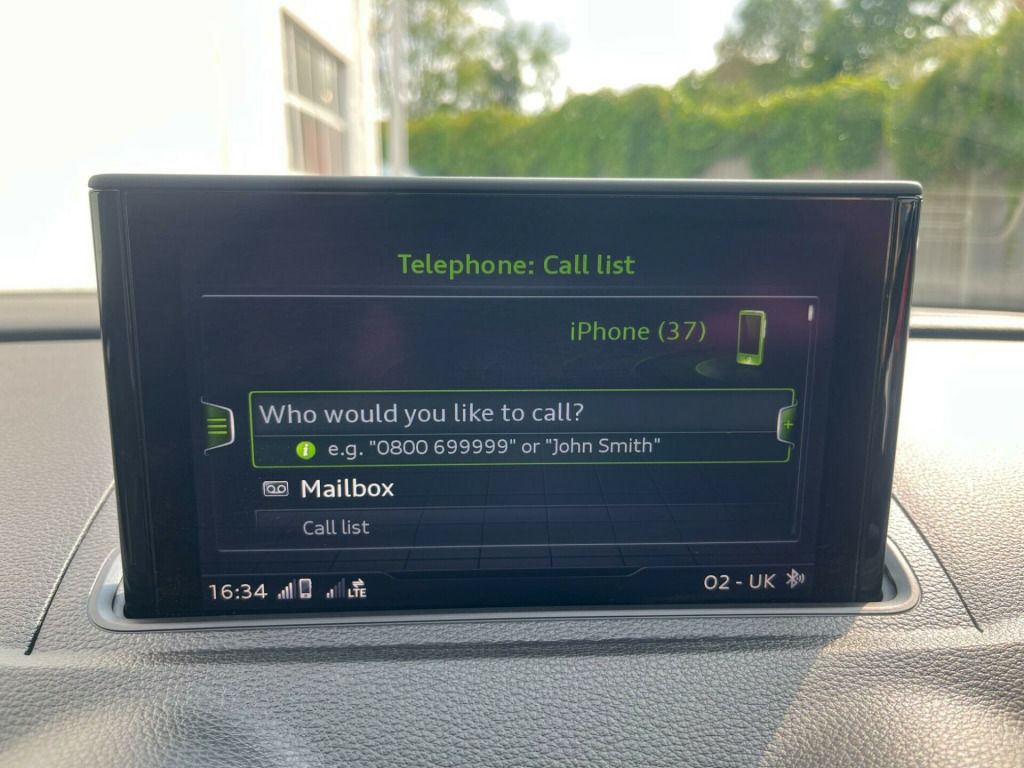 Telephone: Call list
iPhone (37)
Who would you like to call?
i e.g. "0800 699999" or "John Smith"
Mailbox
Call list
16:34 LTE O2 - UK